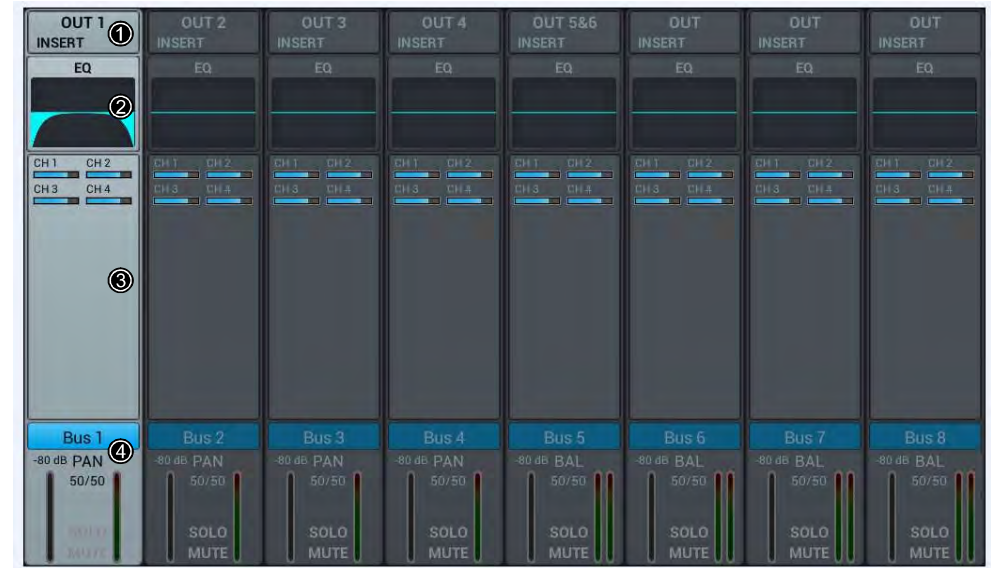 OUT 1 OUT 2 OUT 3 OUT 4 OUT 5&6 OUT OUT OUT
INSERT ① INSERT INSERT INSERT INSERT INSERT INSERT INSERT
EQ EQ EQ EQ EQ EQ EQ EQ
②
CH 1 CH 2 CH 1 CH 2 CH 1 CH 2 CH 1 CH 2 CH 1 CH 2 CH 1 CH 2 CH 1 CH 2 CH 1 CH 2
CH 3 CH 4 CH 3 CH 4 CH 3 CH 4 CH 3 CH 4 CH 3 CH 4 CH 3 CH 4 CH 3 CH 4 CH 3 CH 4
③
Bus 1 Bus 2 Bus 3 Bus 4 Bus 5 Bus 6 Bus 7 Bus 8
④
-80 dB PAN -80 dB PAN -80 dB PAN -80 dB PAN -80 dB BAL -80 dB BAL -80 dB BAL -80 dB BAL
50/50 50/50 50/50 50/50 50/50 50/50 50/50 50/50
SOLO SOLO SOLO SOLO SOLO SOLO SOLO SOLO
MUTE MUTE MUTE MUTE MUTE MUTE MUTE MUTE